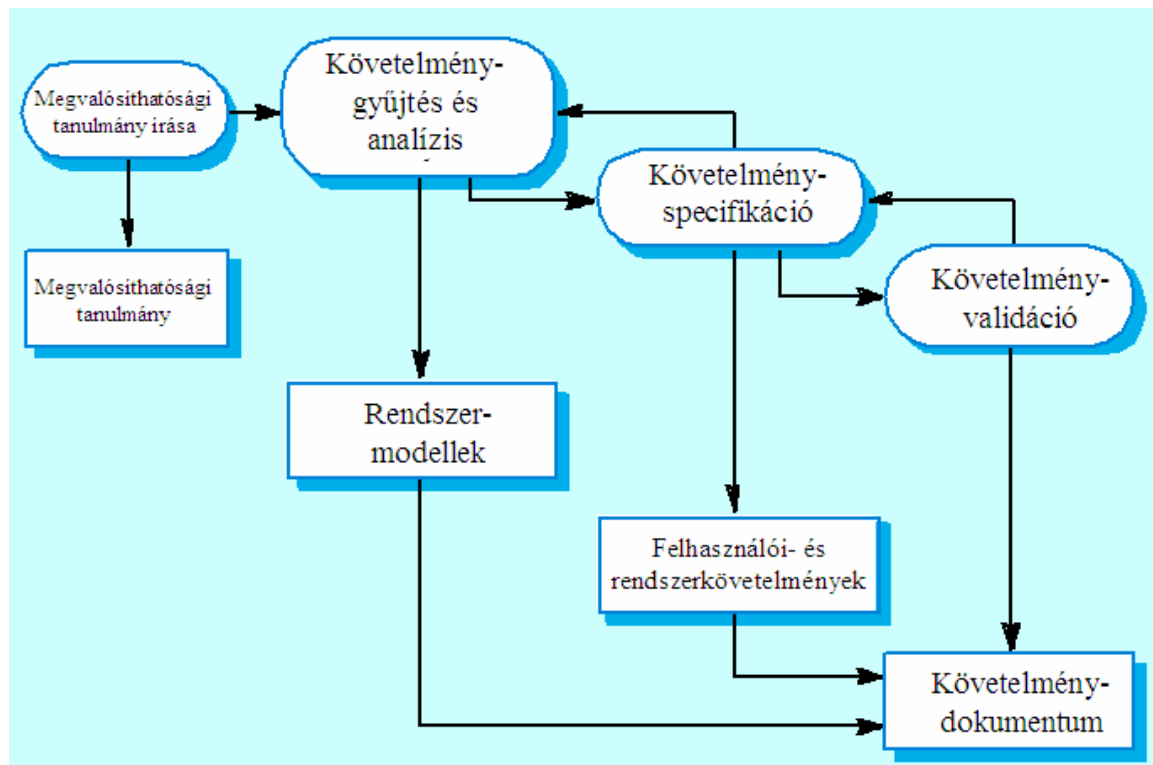 Követelmény-
gyűjtés és
analízis
Megvalósíthatósági
tanulmány írása
Követelmény-
specifikáció
Megvalósíthatósági
tanulmány
Követelmény-
validáció
Rendszer-
modellek
Felhasználói- és
rendszerkövetelmények
Követelmény-
dokumentum